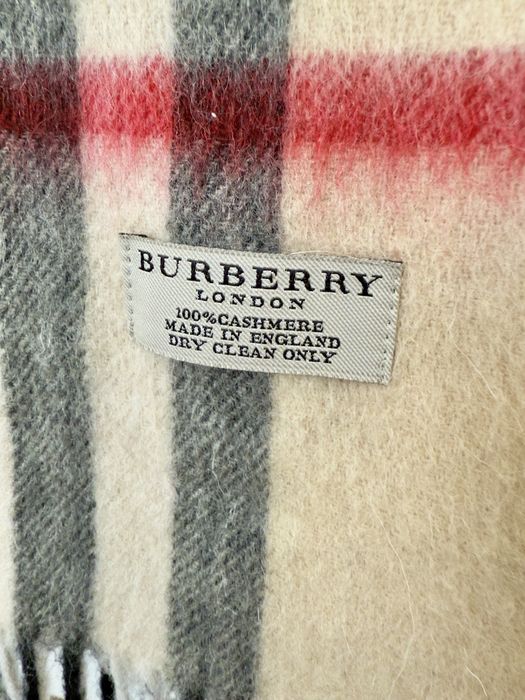 BURBERRY
LONDON
100%CASHMERE
MADE IN ENGLAND
DRY CLEAN ONLY